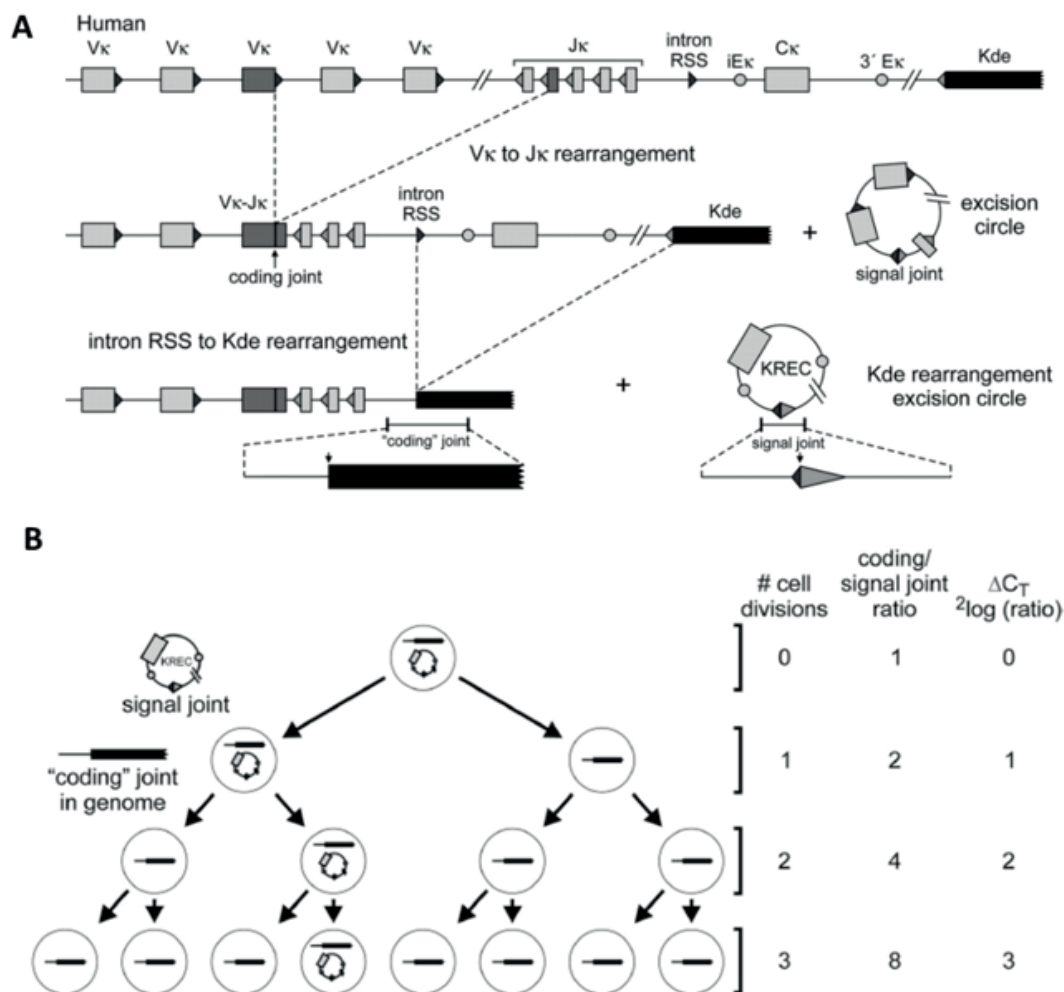 A
Human
Vκ Vκ Vκ Vκ Vκ Jκ intron RSS iEκ Cκ 3´ Eκ Kde
Vκ to Jκ rearrangement
Vκ-Jκ intron RSS Kde + excision circle
coding joint signal joint
intron RSS to Kde rearrangement
+ KREC Kde rearrangement excision circle
"coding" joint signal joint
B
# cell divisions
coding/ signal joint ratio
ΔCT
²log (ratio)
KREC
signal joint
"coding" joint in genome
0 1 0
1 2 1
2 4 2
3 8 3